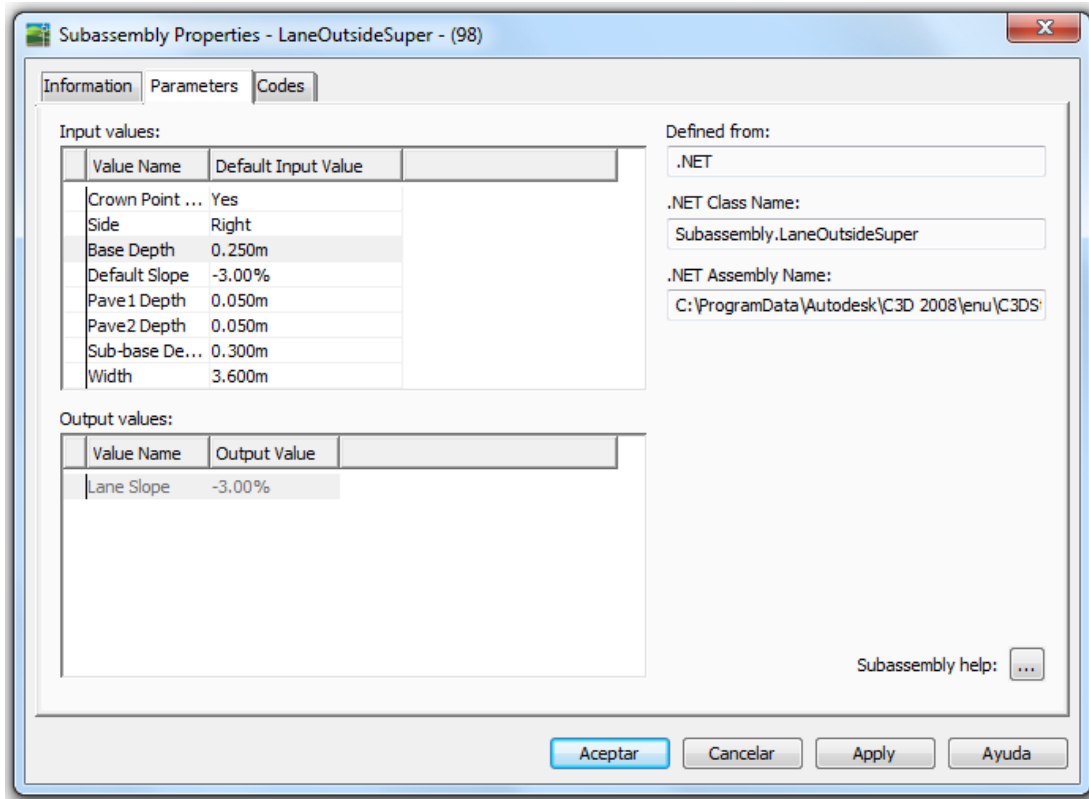 Subassembly Properties - LaneOutsideSuper - (98)
Information Parameters Codes
Input values:
Value Name Default Input Value
Crown Point ... Yes
Side Right
Base Depth 0.250m
Default Slope -3.00%
Pave1 Depth 0.050m
Pave2 Depth 0.050m
Sub-base De... 0.300m
Width 3.600m
Output values:
Value Name Output Value
Lane Slope -3.00%
Defined from:
.NET
.NET Class Name:
Subassembly.LaneOutsideSuper
.NET Assembly Name:
C:\ProgramData\Autodesk\C3D 2008\enu\C3DS
Subassembly help: ...
Aceptar Cancelar Apply Ayuda